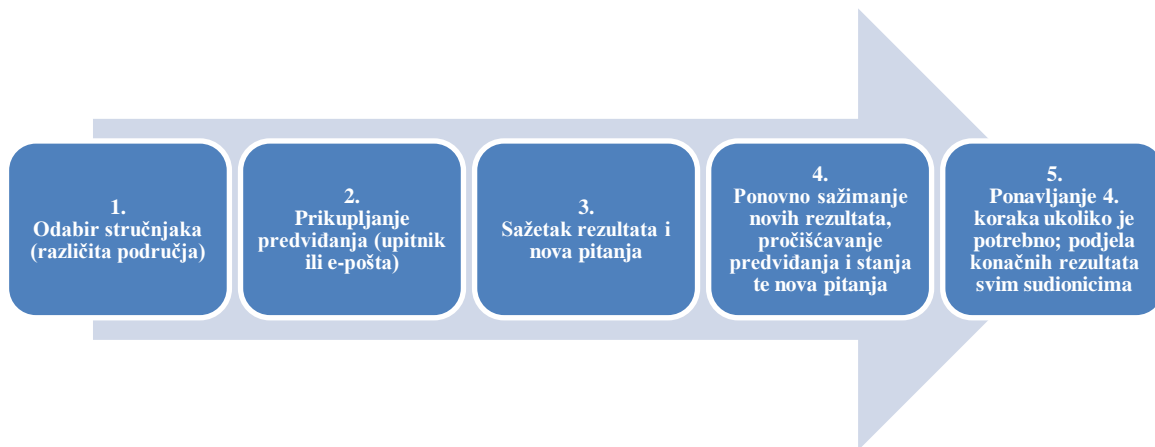 1.
Odabir stručnjaka
(različita područja)
2.
Prikupljanje
predviđanja (upitnik
ili e-pošta)
3.
Sažetak rezultata i
nova pitanja
4.
Ponovno sažimanje
novih rezultata,
pročišćavanje
predviđanja i stanja
te nova pitanja
5.
Ponavljanje 4.
koraka ukoliko je
potrebno; podjela
konačnih rezultata
svim sudionicima